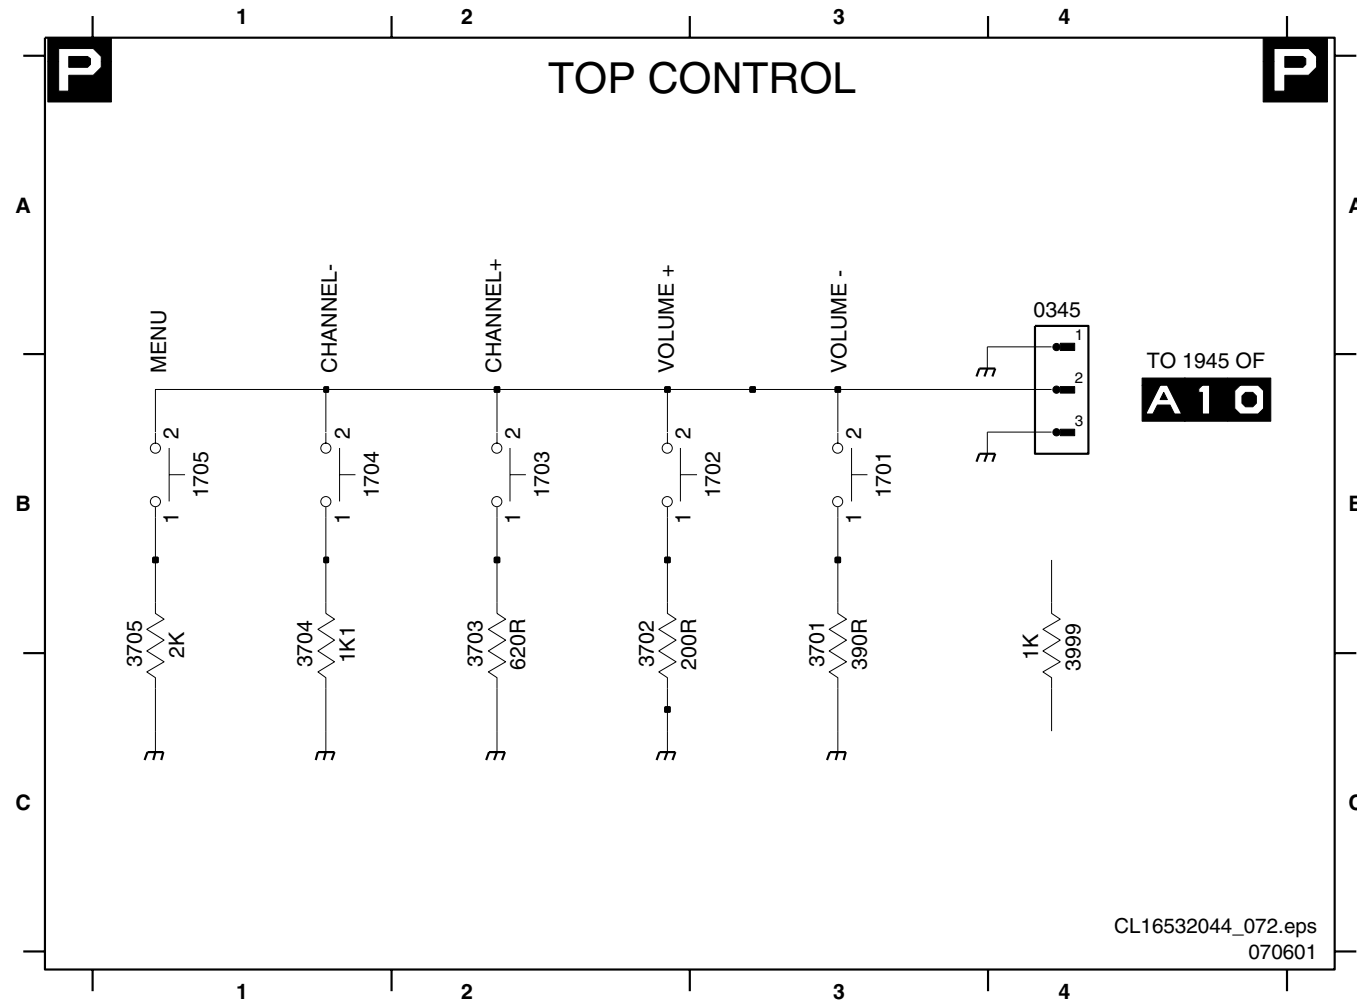 1 2 3 4
P TOP CONTROL P
A A
MENU
CHANNEL-
CHANNEL+
VOLUME +
VOLUME -
0345
1
2
3
TO 1945 OF
A10
2 2 2 2 2
1705 1704 1703 1702 1701
B B
1 1 1 1 1
3705 2K
3704 1K1
3703 620R
3702 200R
3701 390R
1K 3999
C C
CL16532044_072.eps
070601
1 2 3 4